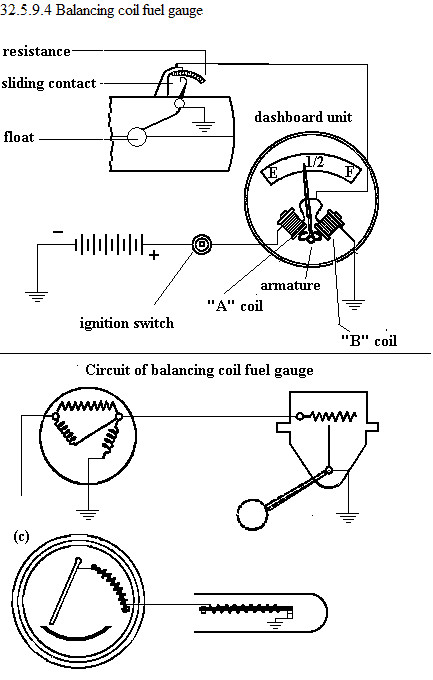 32.5.9.4 Balancing coil fuel gauge
resistance
sliding contact
float
dashboard unit
E 1/2 F
− +
armature
"A" coil
ignition switch
"B" coil
Circuit of balancing coil fuel gauge
(c)